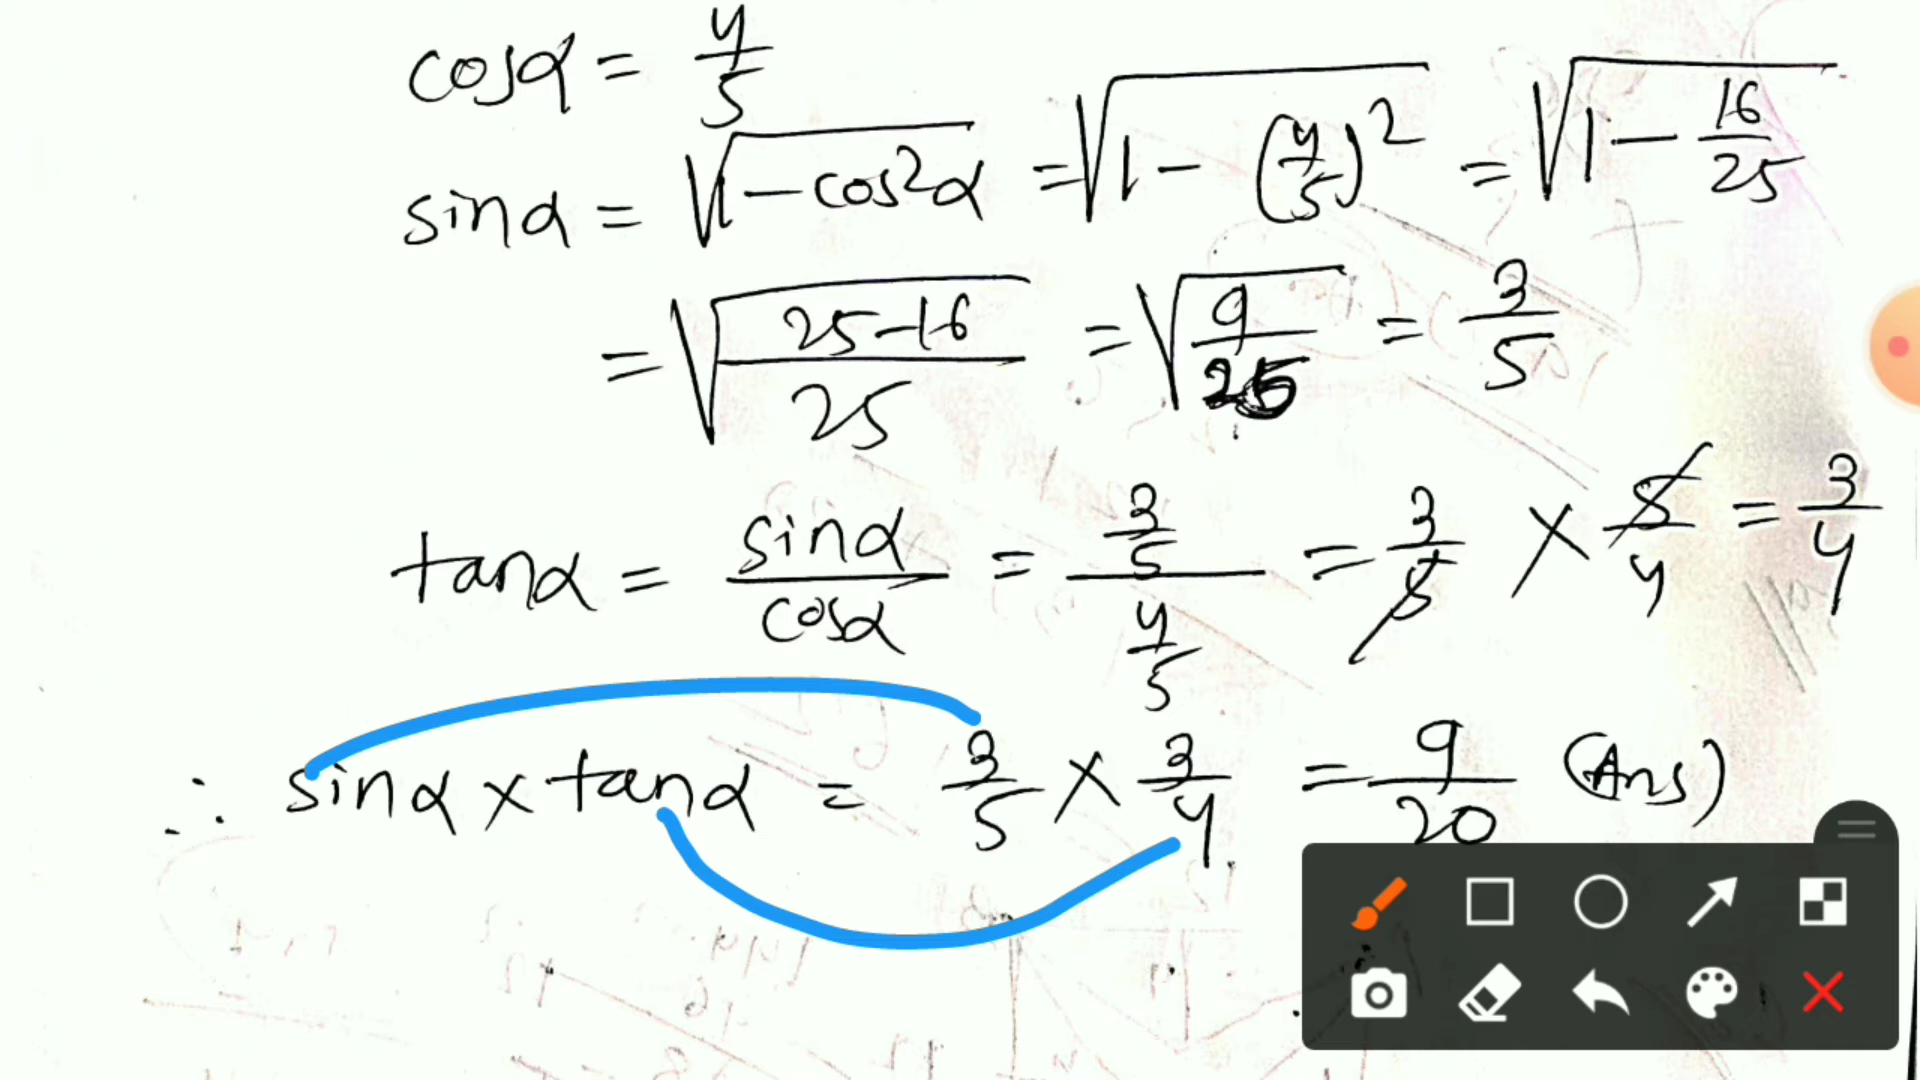 cosα = 4/5
sinα = √(1-cos²α) = √(1-(4/5)²) = √(1-16/25)
= √((25-16)/25) = √(9/25) = 3/5
tanα = sinα/cosα = (3/5)/(4/5) = 3/5 × 5/4 = 3/4
∴ sinα × tanα = 3/5 × 3/4 = 9/20 (Ans)